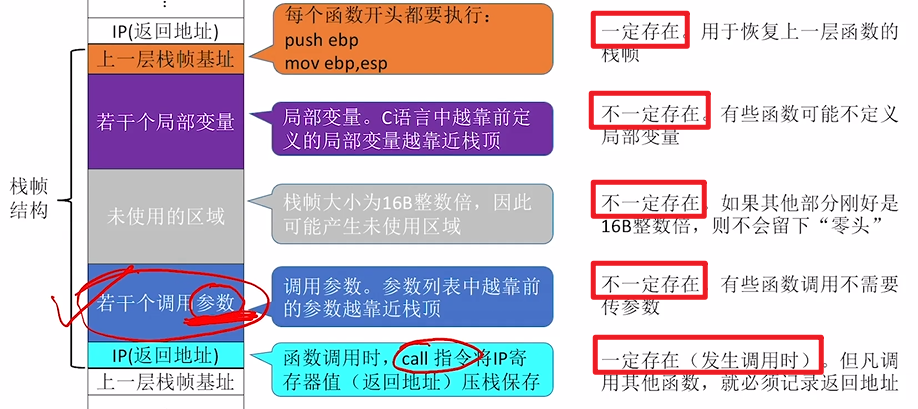 ⋮
IP(返回地址)
上一层栈帧基址
每个函数开头都要执行：
push ebp
mov ebp,esp
一定存在。用于恢复上一层函数的
栈帧
若干个局部变量
局部变量。C语言中越靠前定
义的局部变量越靠近栈顶
不一定存在。有些函数可能不定义
局部变量
栈帧
结构
未使用的区域
栈帧大小为16B整数倍，因此
可能产生未使用区域
不一定存在。如果其他部分刚好是
16B整数倍，则不会留下“零头”
若干个调用参数
调用参数。参数列表中越靠前
的参数越靠近栈顶
不一定存在。有些函数调用不需要
传参数
IP(返回地址)
函数调用时，call 指令将IP寄
存器值（返回地址）压栈保存
一定存在（发生调用时）。但凡调
用其他函数，就必须记录返回地址
上一层栈帧基址